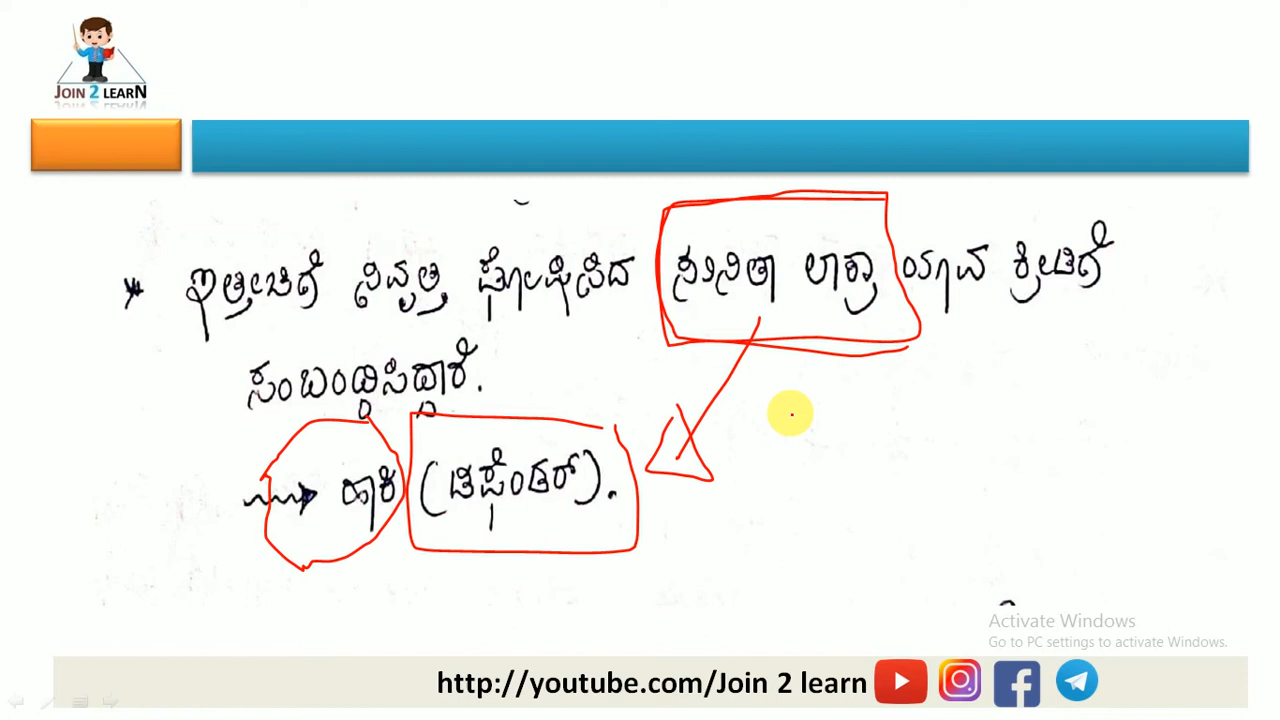 JOIN 2 LEARN
* ಇತ್ತೀಚಿಗೆ ನಿವೃತ್ತಿ ಘೋಷಿಸಿದ ಸುನಿತಾ ಲಾಕ್ರಾ ಯಾವ ಕ್ರೀಡೆಗೆ
ಸಂಬಂಧಿಸಿದ್ದಾರೆ.
ಹಾಕಿ (ಡಿಫೆಂಡರ್).
Activate Windows
Go to PC settings to activate Windows.
http://youtube.com/Join 2 learn